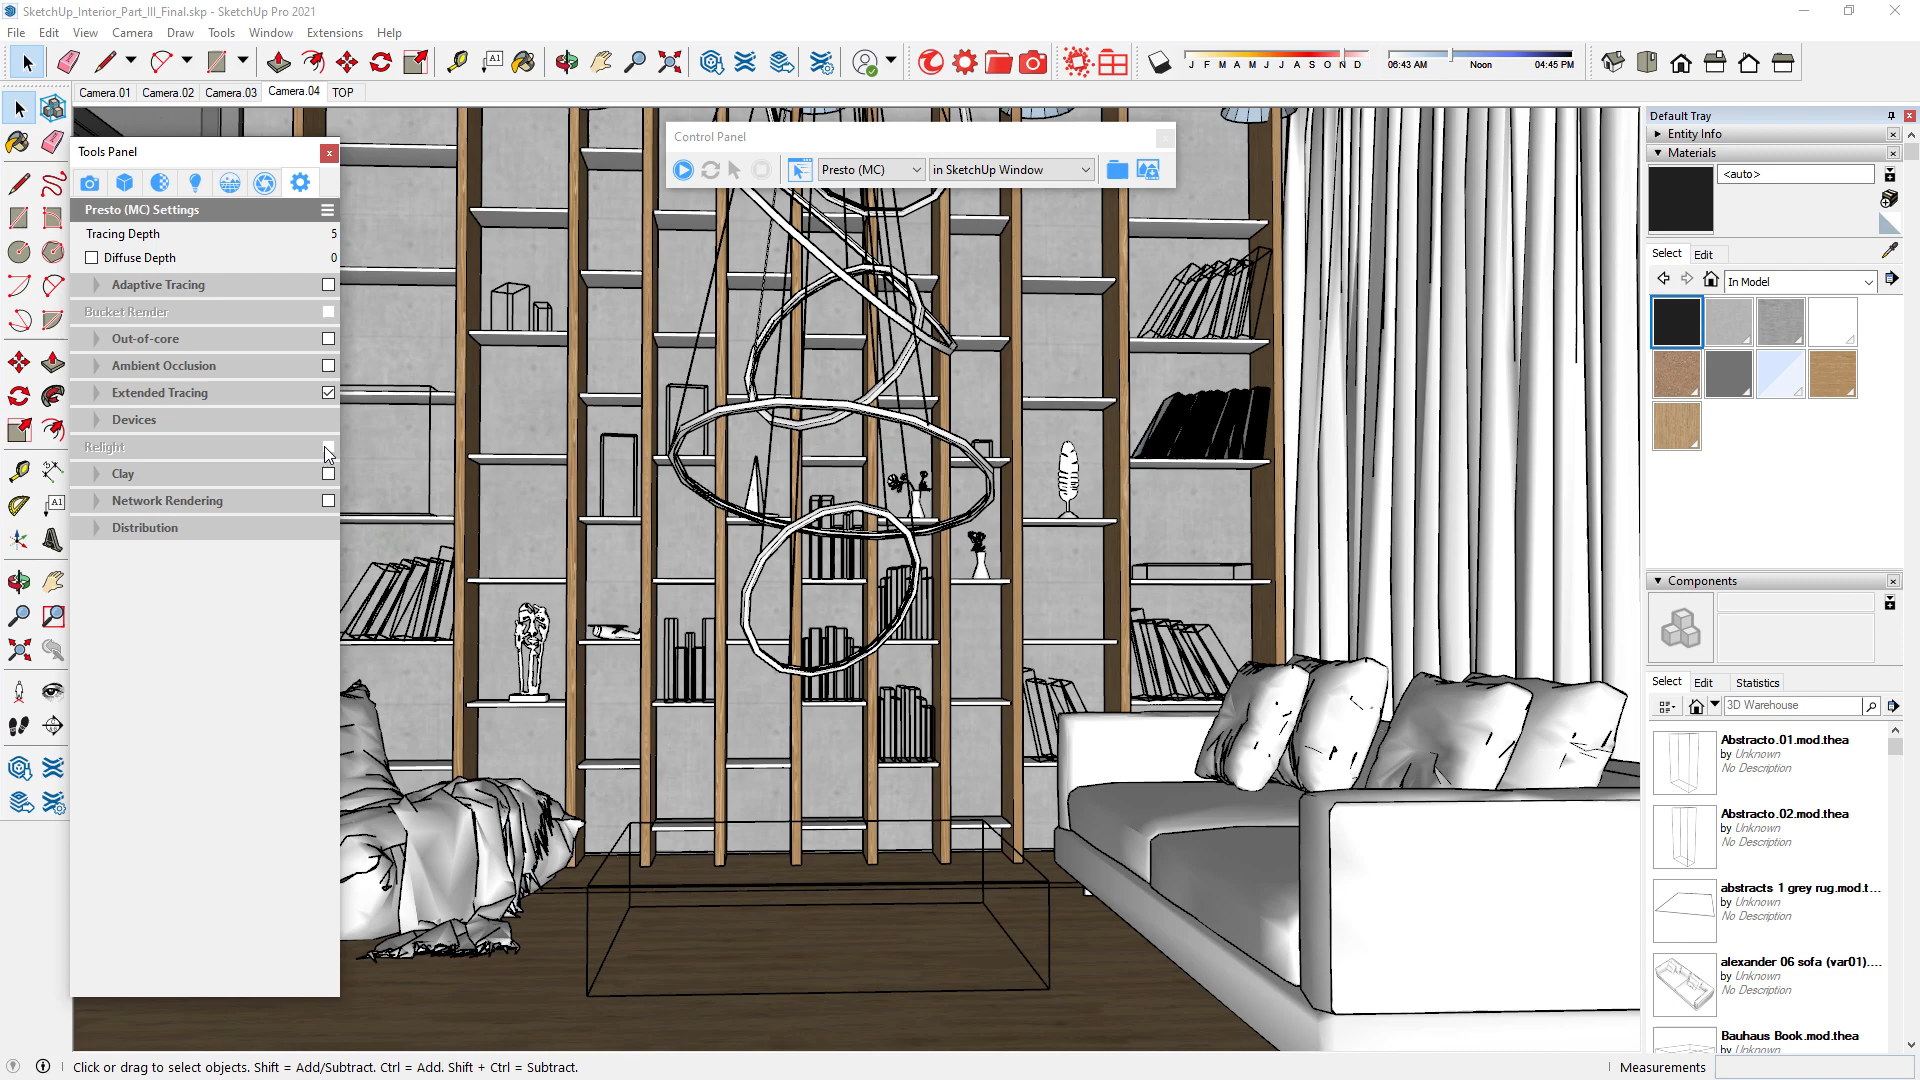 SketchUp_Interior_Part_III_Final.skp - SketchUp Pro 2021
File Edit View Camera Draw Tools Window Extensions Help
A1
J F M A M J J A S O N D
06:43 AM Noon 04:45 PM
Camera.01 Camera.02 Camera.03 Camera.04 TOP
Tools Panel
Presto (MC) Settings
Tracing Depth 5
Diffuse Depth 0
Adaptive Tracing
Bucket Render
Out-of-core
Ambient Occlusion
Extended Tracing
Devices
Relight
Clay
Network Rendering
Distribution
A1
Control Panel
Presto (MC) in SketchUp Window
Default Tray
Entity Info
Materials
<auto>
Select Edit
In Model
Components
Select Edit Statistics
3D Warehouse
Abstracto.01.mod.thea
by Unknown
No Description
Abstracto.02.mod.thea
by Unknown
No Description
abstracts 1 grey rug.mod.t...
by Unknown
No Description
alexander 06 sofa (var01)....
by Unknown
No Description
Bauhaus Book.mod.thea
by Unknown
Click or drag to select objects. Shift = Add/Subtract. Ctrl = Add. Shift + Ctrl = Subtract.
Measurements